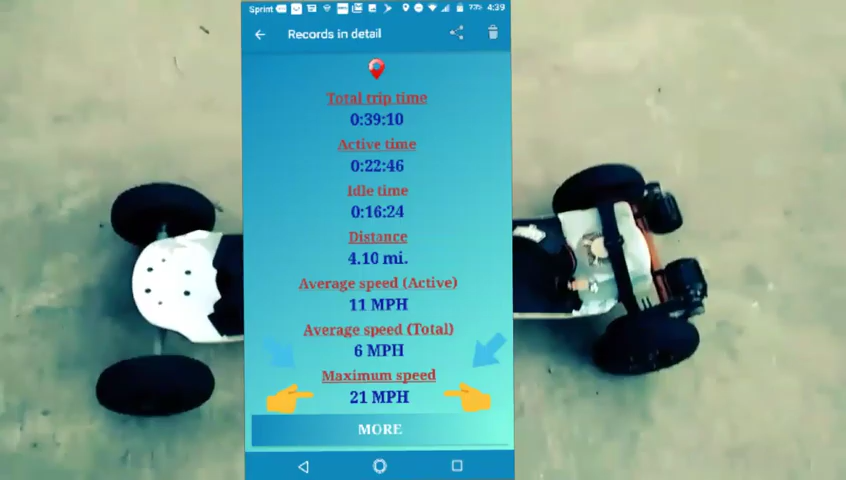 Sprint 77% 4:39
Records in detail
Total trip time
0:39:10
Active time
0:22:46
Idle time
0:16:24
Distance
4.10 mi.
Average speed (Active)
11 MPH
Average speed (Total)
6 MPH
Maximum speed
21 MPH
MORE